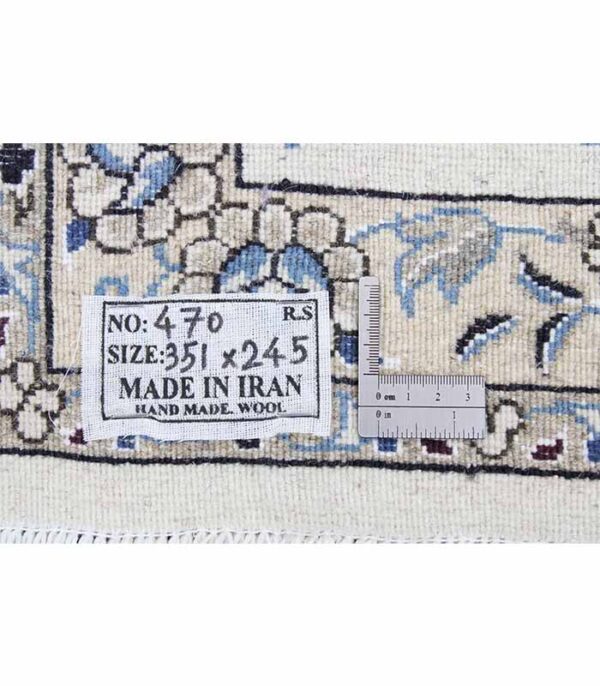 NO: 470 R.S
SIZE: 351 x 245
MADE IN IRAN
HAND MADE. WOOL
0 cm 1 2 3
0 in 1